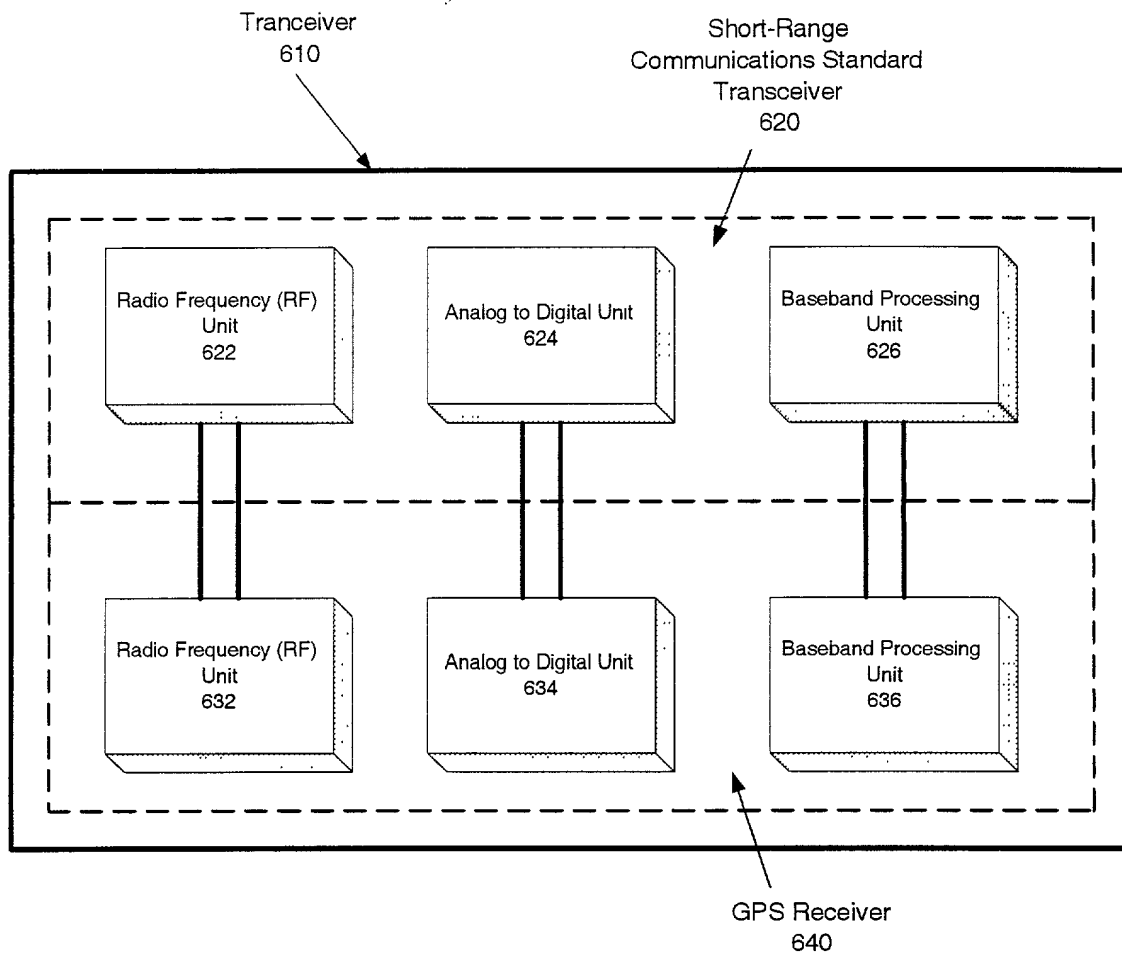 Tranceiver
610
Short-Range
Communications Standard
Transceiver
620
Radio Frequency (RF)
Unit
622
Analog to Digital Unit
624
Baseband Processing
Unit
626
Radio Frequency (RF)
Unit
632
Analog to Digital Unit
634
Baseband Processing
Unit
636
GPS Receiver
640